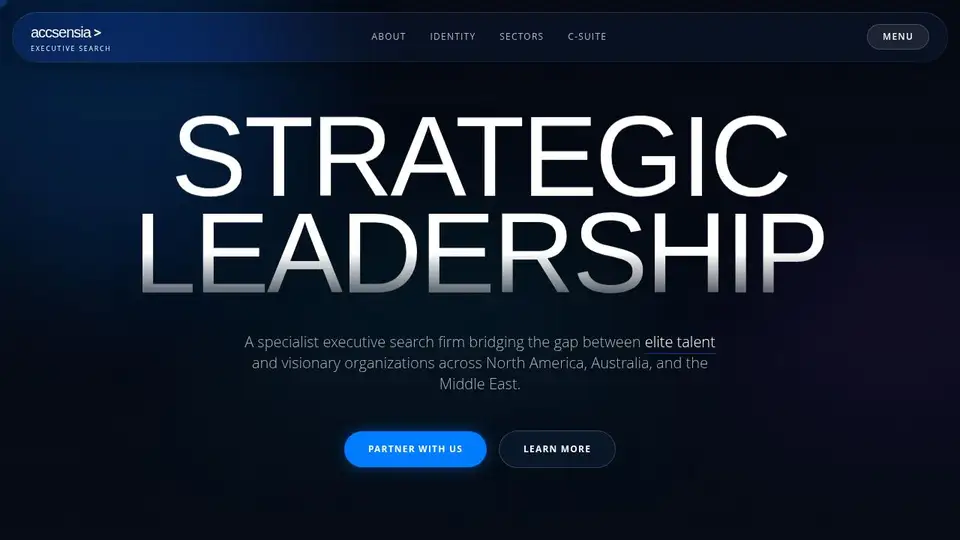 accsensia >
EXECUTIVE SEARCH
ABOUT
IDENTITY
SECTORS
C-SUITE
MENU
STRATEGIC
LEADERSHIP
A specialist executive search firm bridging the gap between elite talent
and visionary organizations across North America, Australia, and the
Middle East.
PARTNER WITH US
LEARN MORE